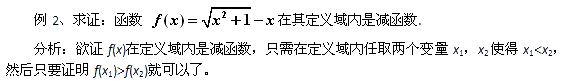 例 2、求证：函数 f(x)=√(x²+1)-x 在其定义域内是减函数.
分析：欲证 f(x)在定义域内是减函数，只需在定义域内任取两个变量 x₁，x₂ 使得 x₁<x₂，
然后只要证明 f(x₁)>f(x₂)就可以了。